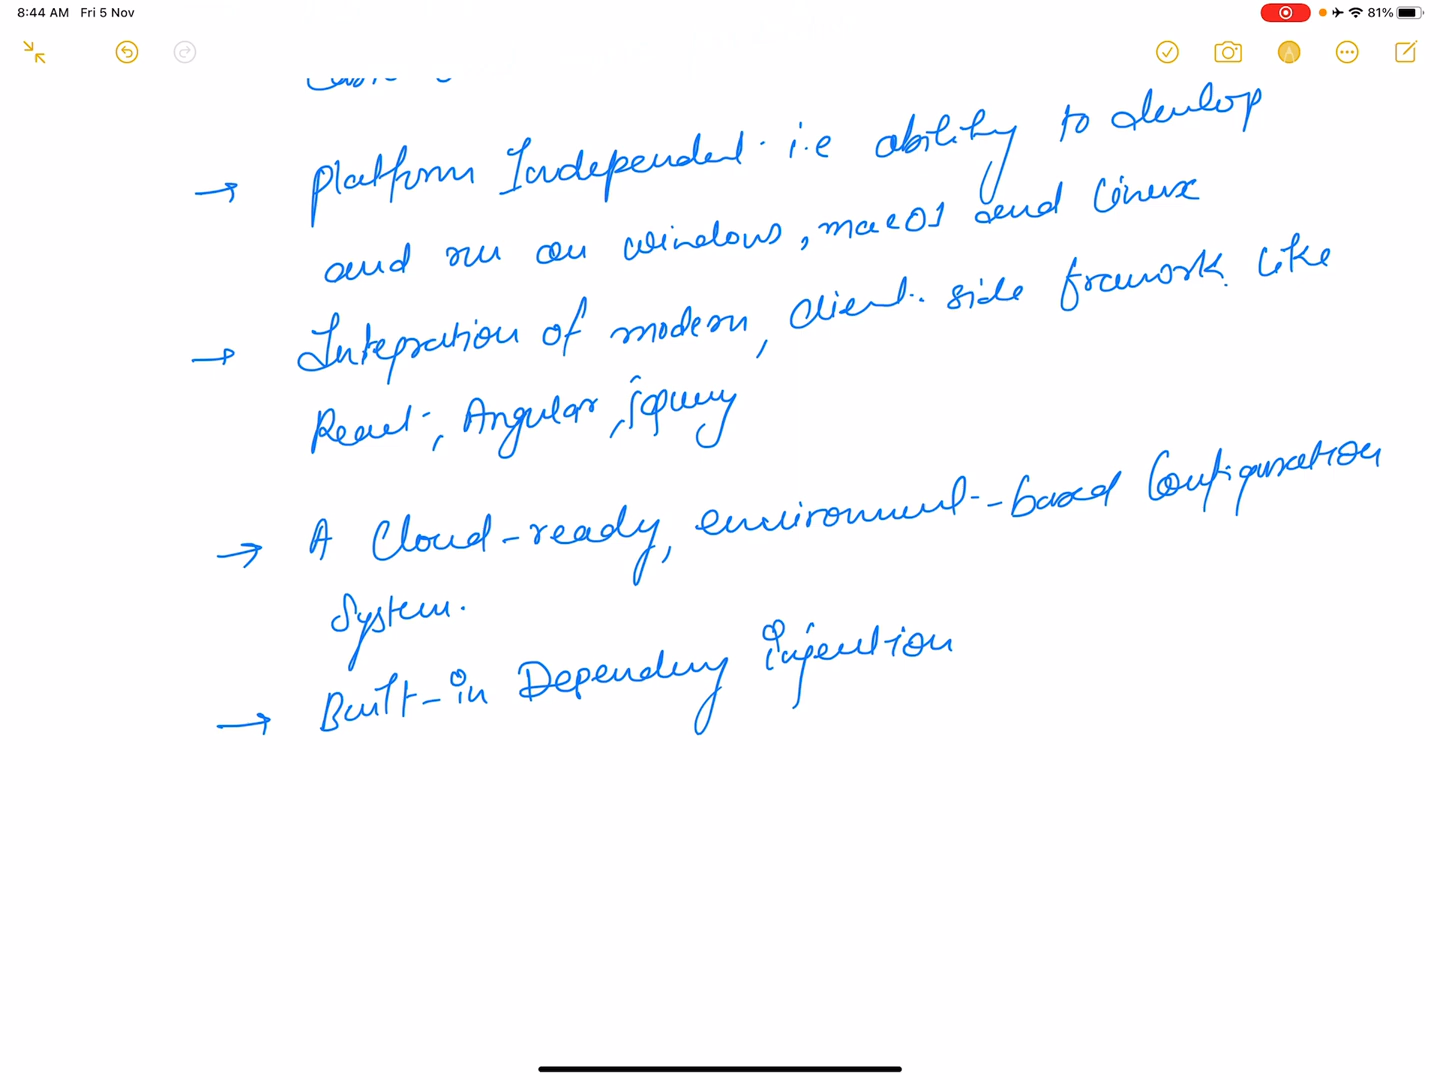 8:44 AM Fri 5 Nov 81%
→ Platform Independent. i.e ability to develop
and run on windows, macOS and Linux
→ Integration of modern, client-side framework like
React, Angular, jquery
→ A Cloud-ready, environment-based Configuration
System.
→ Built-in Dependency injection